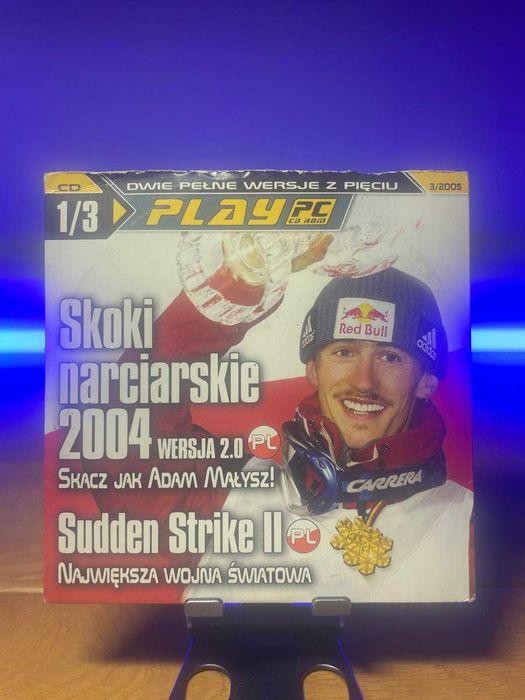 CD
DWIE PEŁNE WERSJE Z PIĘCIU
3/2005
1/3
PLAY PC
CD ROM
Skoki
narciarskie
2004 WERSJA 2.0 PL
SKACZ JAK ADAM MAŁYSZ!
Sudden Strike II PL
NAJWIĘKSZA WOJNA ŚWIATOWA
Red Bull
adidas
adidas
CARRERA